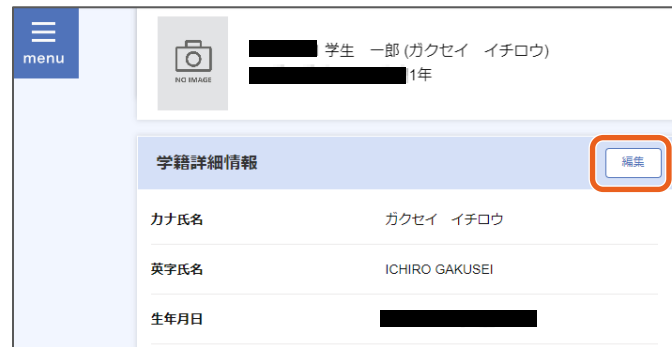 menu
NO IMAGE
学生　一郎 (ガクセイ　イチロウ)
1年
学籍詳細情報
編集
カナ氏名
ガクセイ　イチロウ
英字氏名
ICHIRO GAKUSEI
生年月日